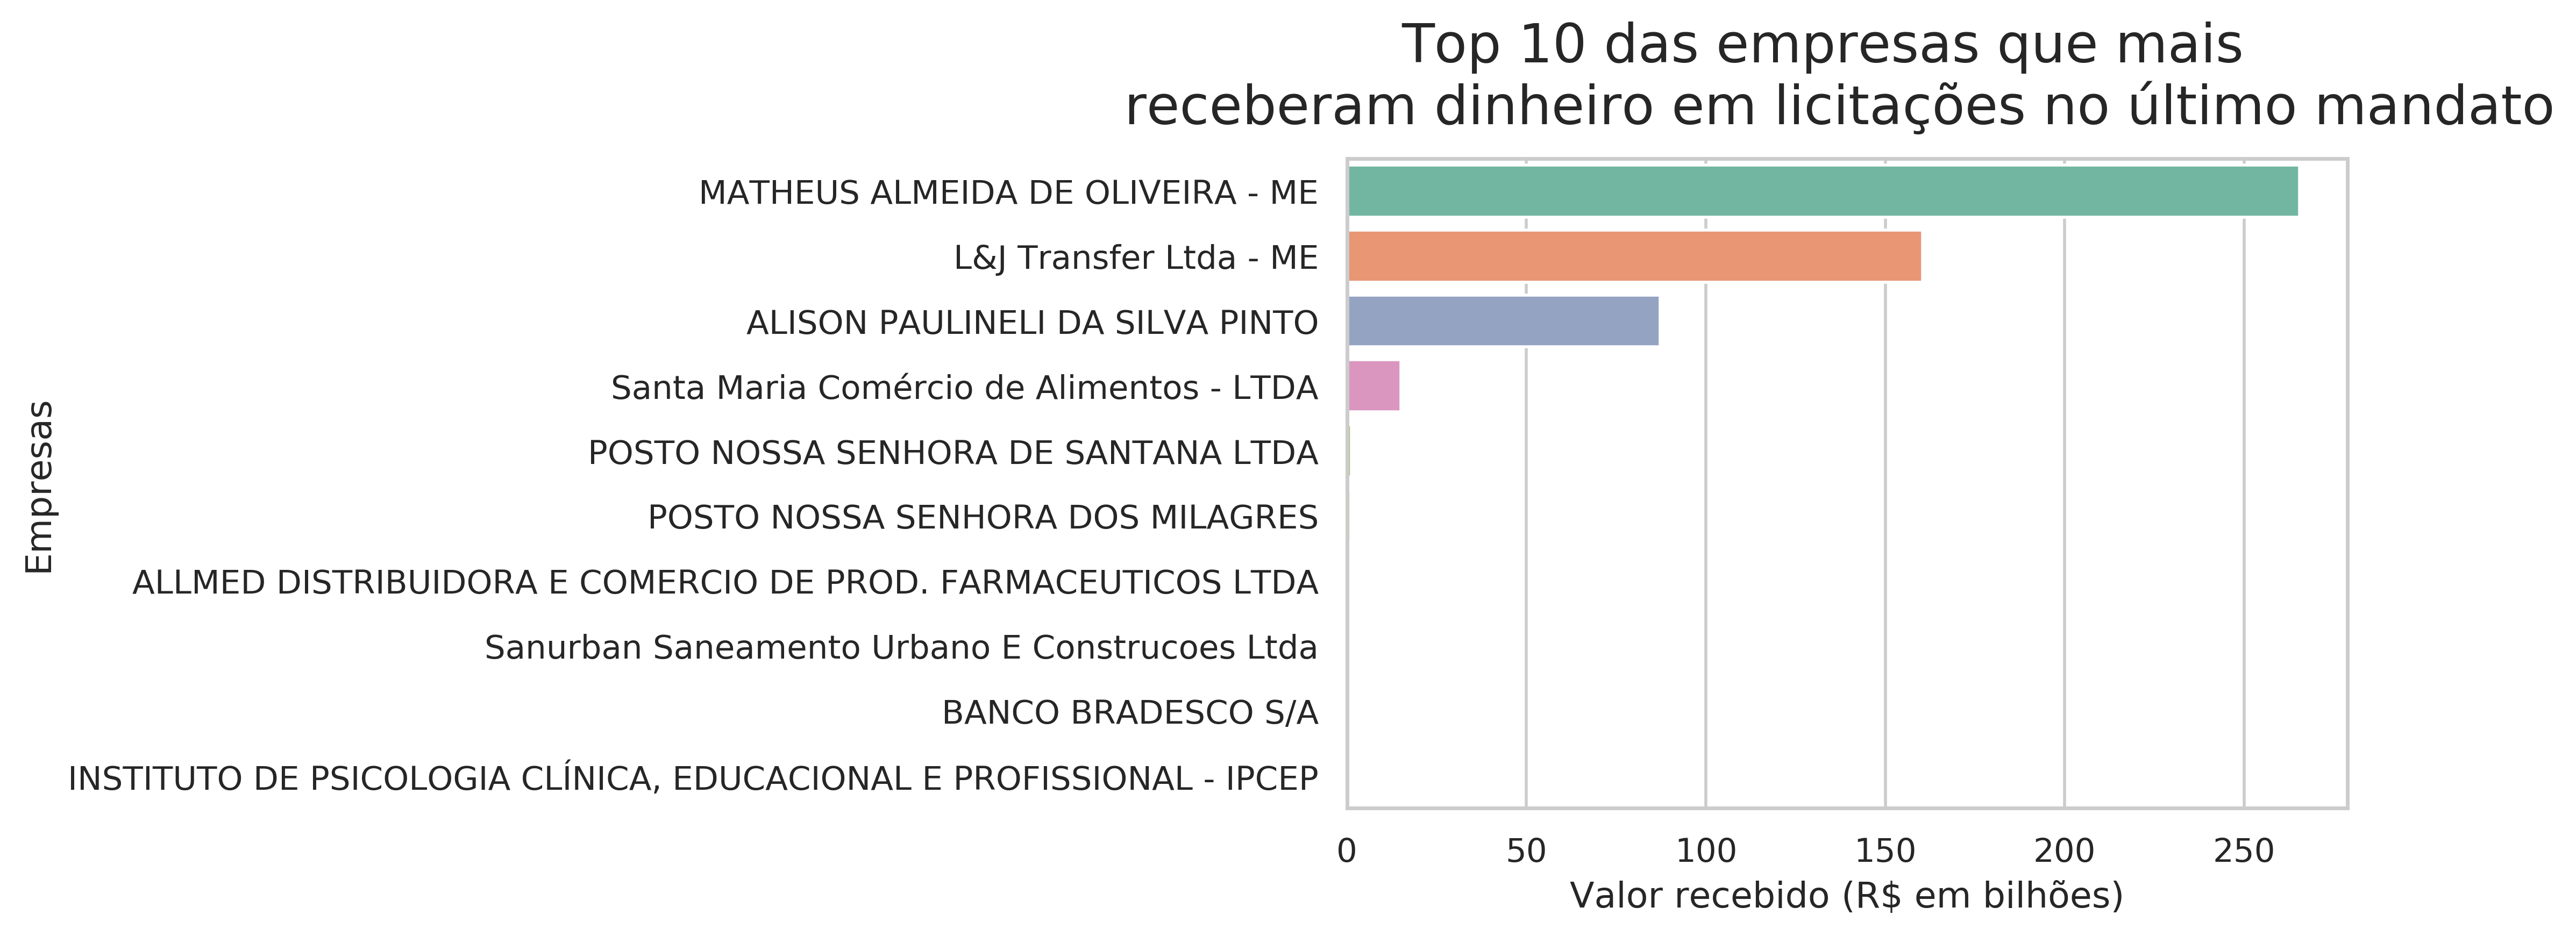 Top 10 das empresas que mais
receberam dinheiro em licitações no último mandato
Empresas
MATHEUS ALMEIDA DE OLIVEIRA - ME
L&J Transfer Ltda - ME
ALISON PAULINELI DA SILVA PINTO
Santa Maria Comércio de Alimentos - LTDA
POSTO NOSSA SENHORA DE SANTANA LTDA
POSTO NOSSA SENHORA DOS MILAGRES
ALLMED DISTRIBUIDORA E COMERCIO DE PROD. FARMACEUTICOS LTDA
Sanurban Saneamento Urbano E Construcoes Ltda
BANCO BRADESCO S/A
INSTITUTO DE PSICOLOGIA CLÍNICA, EDUCACIONAL E PROFISSIONAL - IPCEP
0 50 100 150 200 250
Valor recebido (R$ em bilhões)